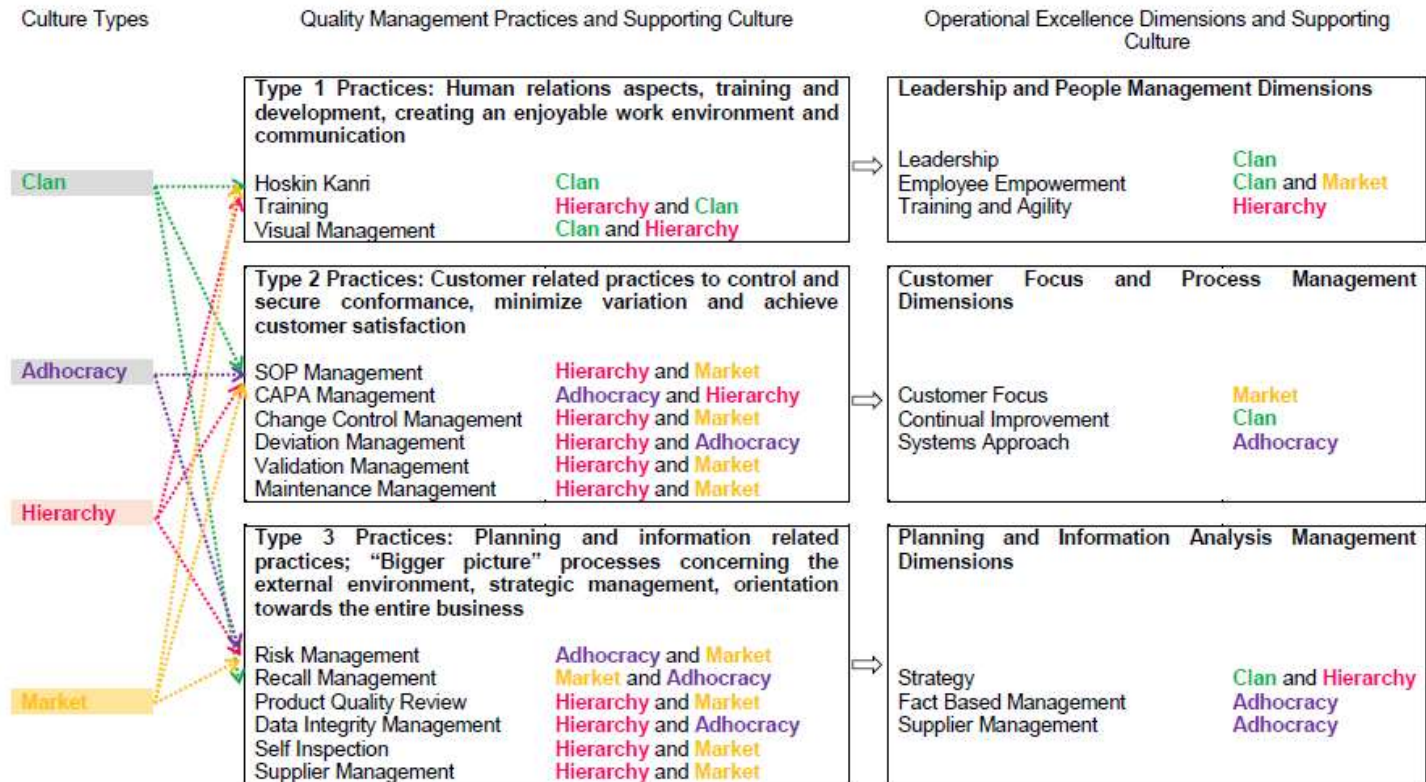 Culture Types
Quality Management Practices and Supporting Culture
Operational Excellence Dimensions and Supporting
Culture
Clan
Adhocracy
Hierarchy
Market
Type 1 Practices: Human relations aspects, training and
development, creating an enjoyable work environment and
communication
Hoskin Kanri Clan
Training Hierarchy and Clan
Visual Management Clan and Hierarchy
Leadership and People Management Dimensions
Leadership Clan
Employee Empowerment Clan and Market
Training and Agility Hierarchy
Type 2 Practices: Customer related practices to control and
secure conformance, minimize variation and achieve
customer satisfaction
SOP Management Hierarchy and Market
CAPA Management Adhocracy and Hierarchy
Change Control Management Hierarchy and Market
Deviation Management Hierarchy and Adhocracy
Validation Management Hierarchy and Market
Maintenance Management Hierarchy and Market
Customer Focus and Process Management
Dimensions
Customer Focus Market
Continual Improvement Clan
Systems Approach Adhocracy
Type 3 Practices: Planning and information related
practices; “Bigger picture” processes concerning the
external environment, strategic management, orientation
towards the entire business
Risk Management Adhocracy and Market
Recall Management Market and Adhocracy
Product Quality Review Hierarchy and Market
Data Integrity Management Hierarchy and Adhocracy
Self Inspection Hierarchy and Market
Supplier Management Hierarchy and Market
Planning and Information Analysis Management
Dimensions
Strategy Clan and Hierarchy
Fact Based Management Adhocracy
Supplier Management Adhocracy